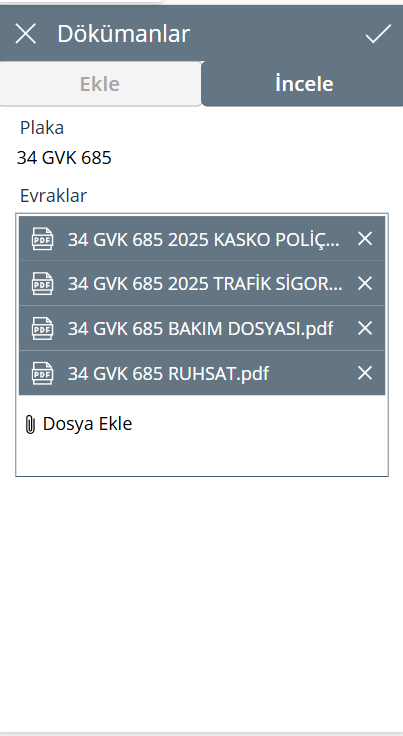 Dökümanlar
Ekle
İncele
Plaka
34 GVK 685
Evraklar
PDF 34 GVK 685 2025 KASKO POLİÇ...
PDF 34 GVK 685 2025 TRAFİK SİGOR...
PDF 34 GVK 685 BAKIM DOSYASI.pdf
PDF 34 GVK 685 RUHSAT.pdf
Dosya Ekle